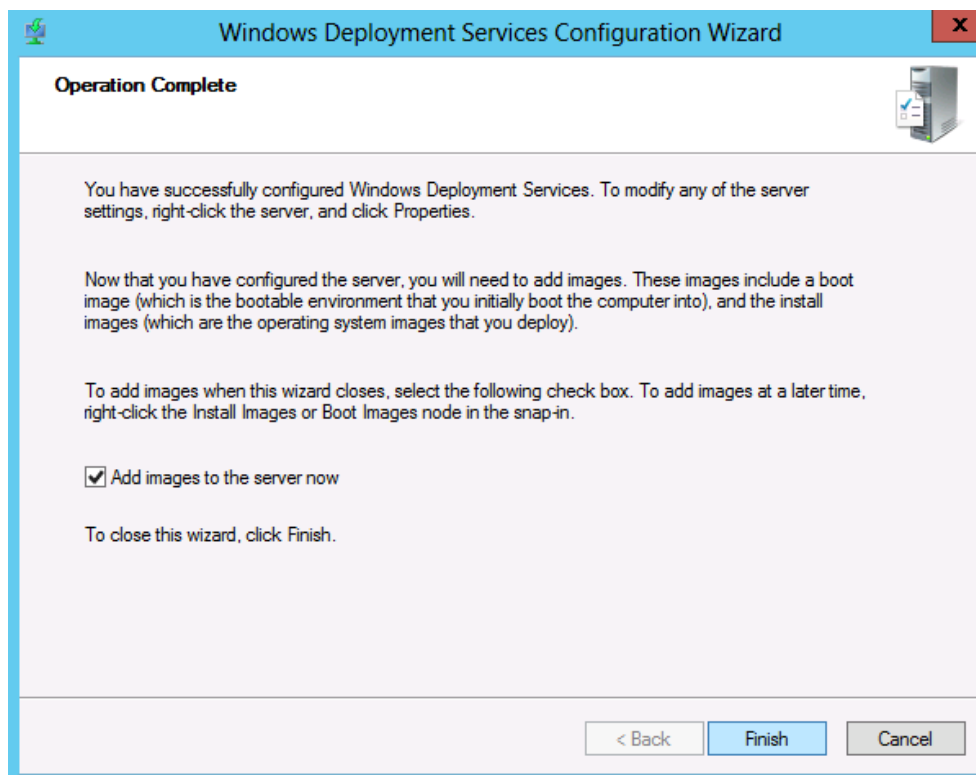 Windows Deployment Services Configuration Wizard
x
Operation Complete
You have successfully configured Windows Deployment Services. To modify any of the server
settings, right-click the server, and click Properties.
Now that you have configured the server, you will need to add images. These images include a boot
image (which is the bootable environment that you initially boot the computer into), and the install
images (which are the operating system images that you deploy).
To add images when this wizard closes, select the following check box. To add images at a later time,
right-click the Install Images or Boot Images node in the snap-in.
Add images to the server now
To close this wizard, click Finish.
< Back
Finish
Cancel